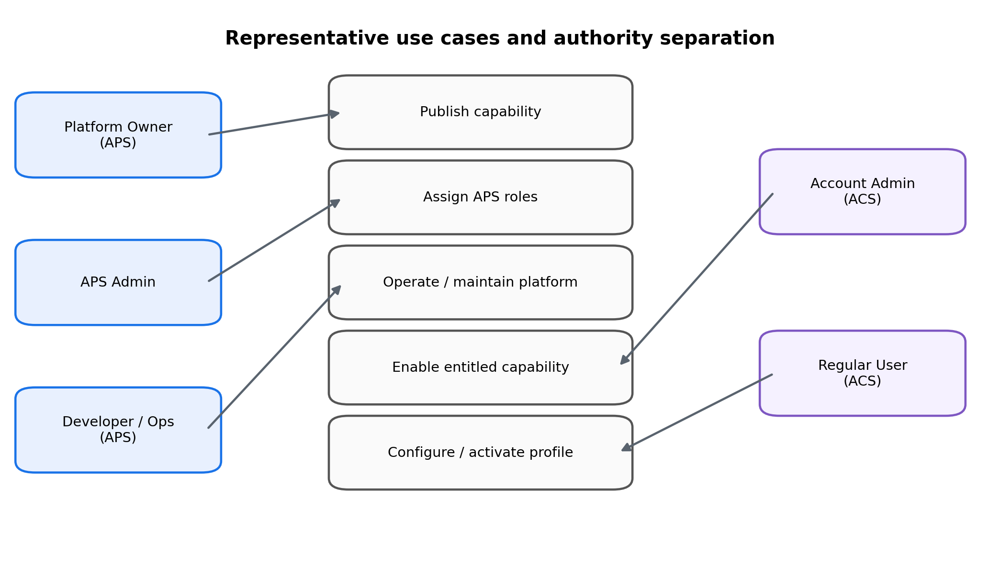 Representative use cases and authority separation
Platform Owner
(APS)
APS Admin
Developer / Ops
(APS)
Publish capability
Assign APS roles
Operate / maintain platform
Enable entitled capability
Configure / activate profile
Account Admin
(ACS)
Regular User
(ACS)